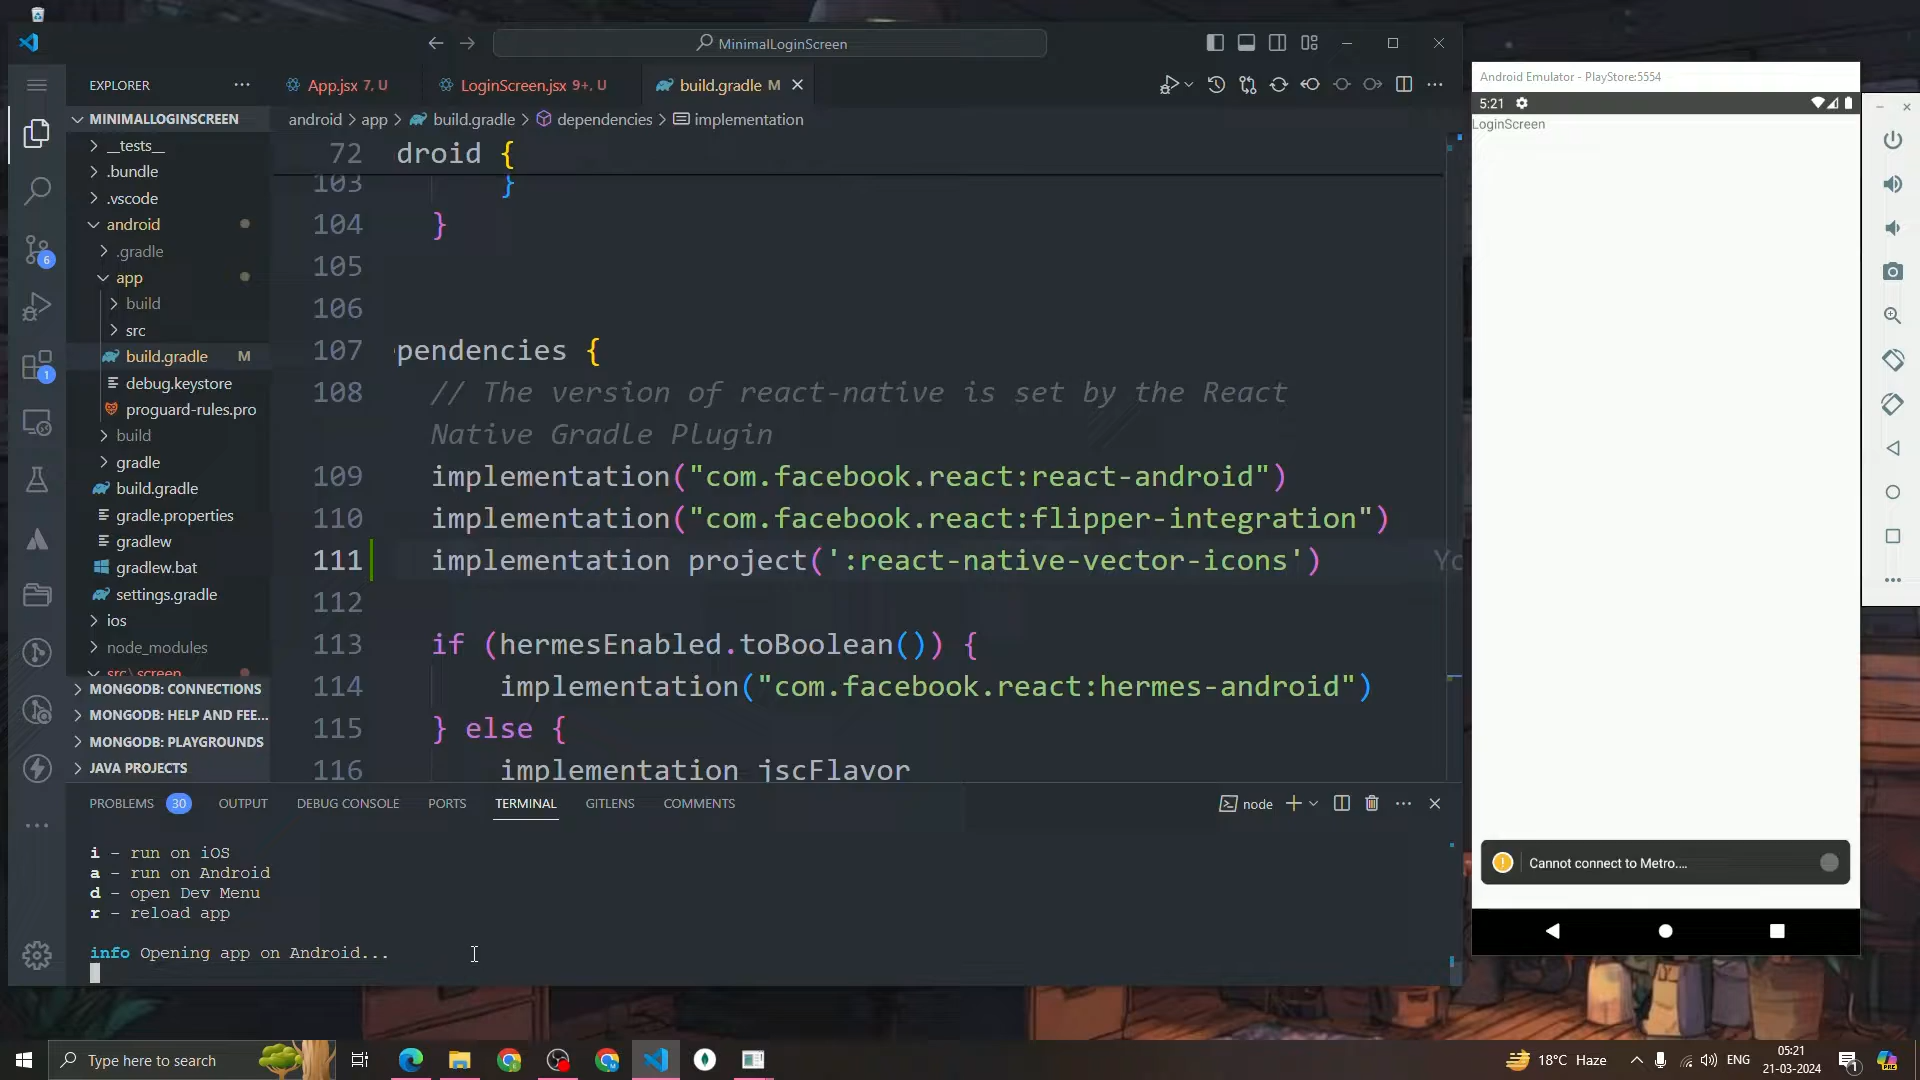 MinimalLoginScreen
EXPLORER
App.jsx 7, U
LoginScreen.jsx 9+, U
build.gradle M
MINIMALLOGINSCREEN
android > app > build.gradle > dependencies > implementation
__tests__
.bundle
.vscode
android
.gradle
app
build
src
build.gradle M
debug.keystore
proguard-rules.pro
build
gradle
build.gradle
gradle.properties
gradlew
gradlew.bat
settings.gradle
ios
node_modules
src\screen
MONGODB: CONNECTIONS
MONGODB: HELP AND FEE...
MONGODB: PLAYGROUNDS
JAVA PROJECTS
6
1
72 droid {
103 }
104 }
105
106
107 pendencies {
108 // The version of react-native is set by the React
Native Gradle Plugin
109 implementation("com.facebook.react:react-android")
110 implementation("com.facebook.react:flipper-integration")
111 implementation project(':react-native-vector-icons') Yo
112
113 if (hermesEnabled.toBoolean()) {
114 implementation("com.facebook.react:hermes-android")
115 } else {
116 implementation jscFlavor
PROBLEMS 30 OUTPUT DEBUG CONSOLE PORTS TERMINAL GITLENS COMMENTS
node
i - run on iOS
a - run on Android
d - open Dev Menu
r - reload app
info Opening app on Android...
Android Emulator - PlayStore:5554
5:21
LoginScreen
Cannot connect to Metro....
Type here to search
18°C Haze
ENG
05:21
21-03-2024
1
PRE